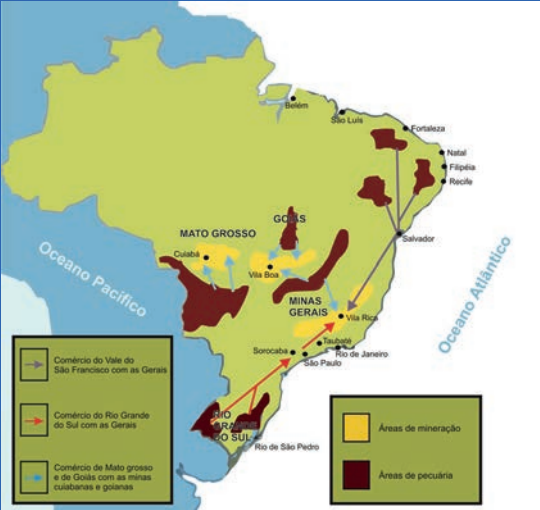 Belém
São Luís
Fortaleza
Natal
Filipéia
Recife
GOIÁS
MATO GROSSO
Cuiabá
Salvador
Vila Boa
Oceano Pacífico
Oceano Atlântico
MINAS
GERAIS
Vila Rica
Taubaté
Sorocaba
Rio de Janeiro
São Paulo
Comércio do Vale do
São Francisco com as Gerais
Comércio do Rio Grande
do Sul com as Gerais
Comércio de Mato grosso
e de Goiás com as minas
cuiabanas e goianas
RIO
GRANDE
DO SUL
Rio de São Pedro
Áreas de mineração
Áreas de pecuária